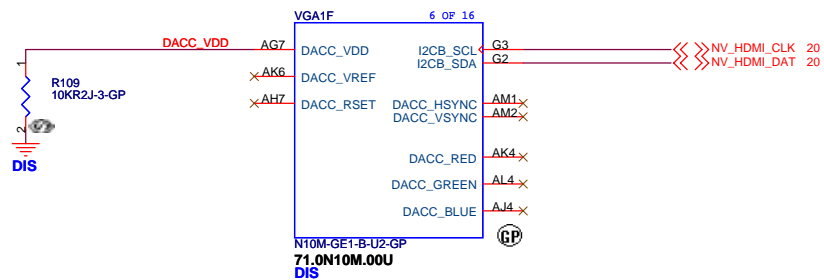 VGA1F 6 OF 16
DACC_VDD AG7 DACC_VDD I2CB_SCL G3 NV_HDMI_CLK 20
I2CB_SDA G2 NV_HDMI_DAT 20
1 AK6 DACC_VREF
R109
10KR2J-3-GP
AH7 DACC_RSET DACC_HSYNC AM1
DACC_VSYNC AM2
2
DIS
DACC_RED AK4
DACC_GREEN AL4
DACC_BLUE AJ4
GP
N10M-GE1-B-U2-GP
71.0N10M.00U
DIS